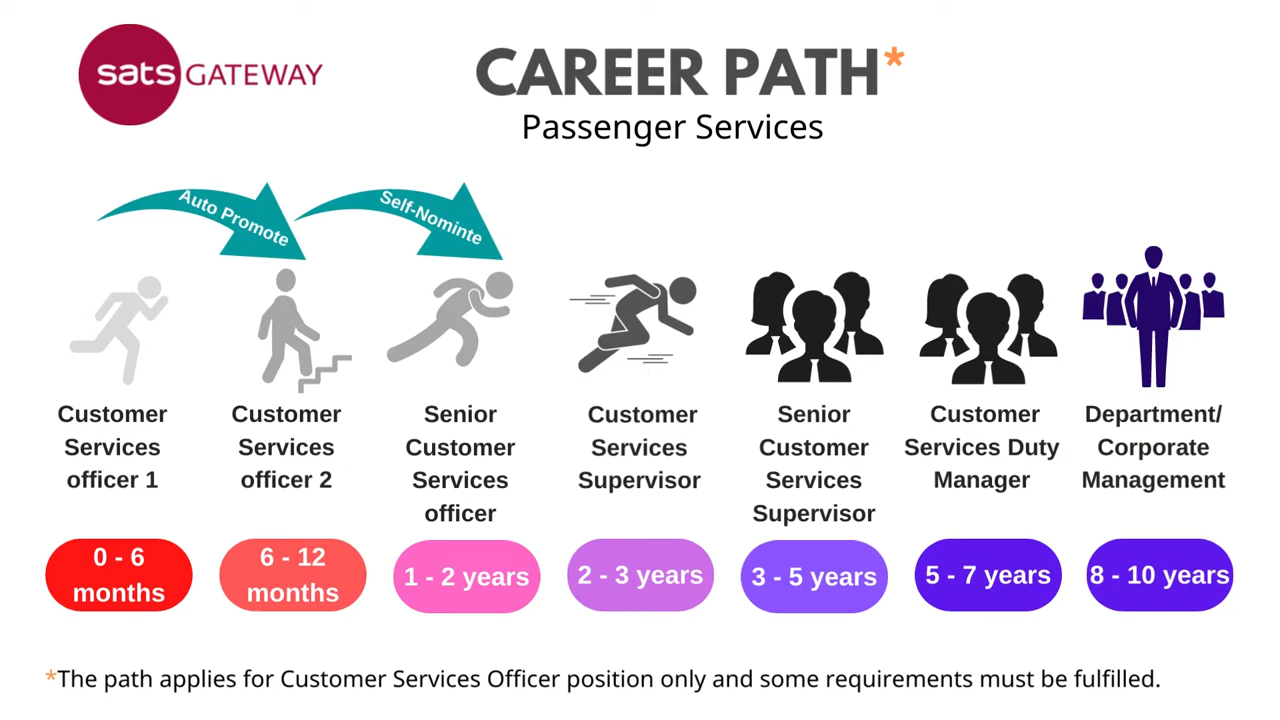 sats GATEWAY
CAREER PATH*
Passenger Services
Auto Promote
Self-Nominte
Customer
Services
officer 1
Customer
Services
officer 2
Senior
Customer
Services
officer
Customer
Services
Supervisor
Senior
Customer
Services
Supervisor
Customer
Services Duty
Manager
Department/
Corporate
Management
0 - 6
months
6 - 12
months
1 - 2 years
2 - 3 years
3 - 5 years
5 - 7 years
8 - 10 years
*The path applies for Customer Services Officer position only and some requirements must be fulfilled.